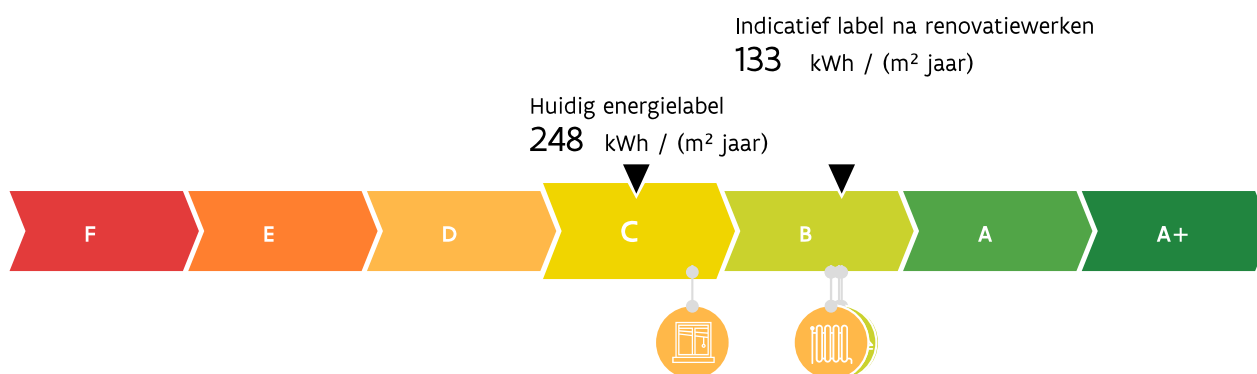 Indicatief label na renovatiewerken
133 kWh / (m² jaar)
Huidig energielabel
248 kWh / (m² jaar)
F E D C B A A+